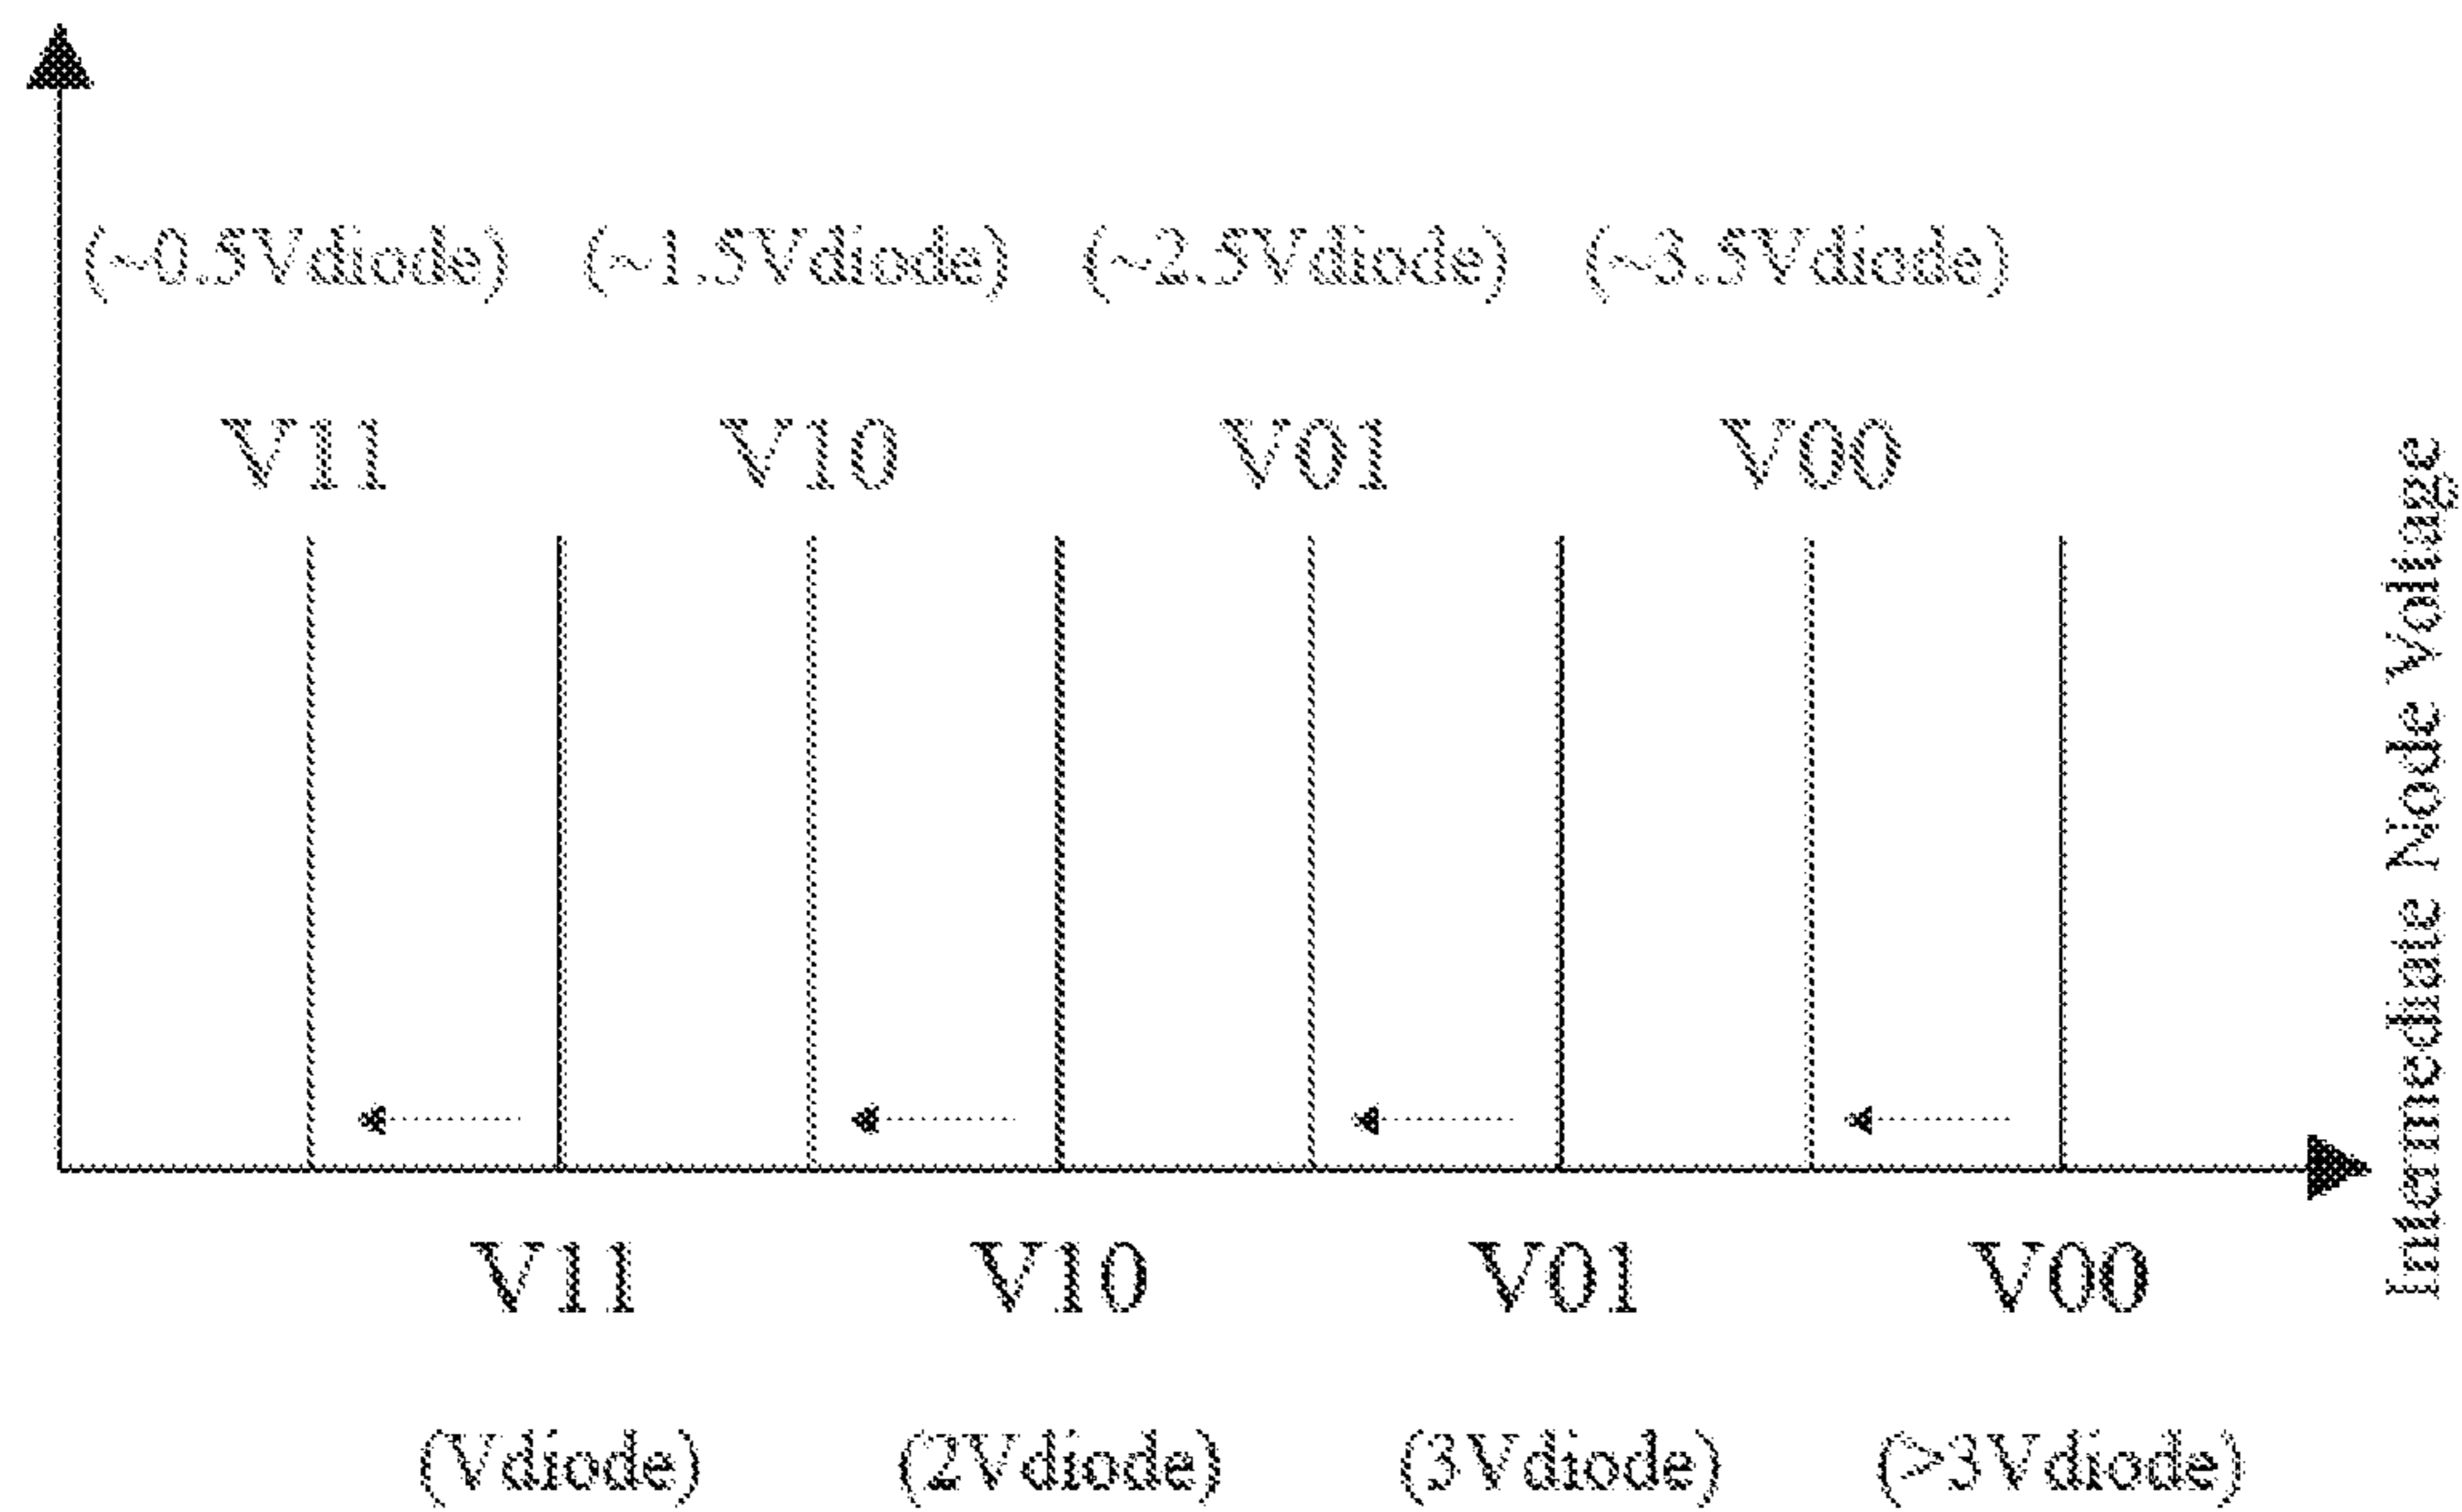 (~0.5Vdiode) (~1.5Vdiode) (~2.5Vdiode) (~3.5Vdiode)
V11 V10 V01 V00
Intermediate Node Voltage
V11 V10 V01 V00
(Vdiode) (2Vdiode) (3Vdiode) (>3Vdiode)